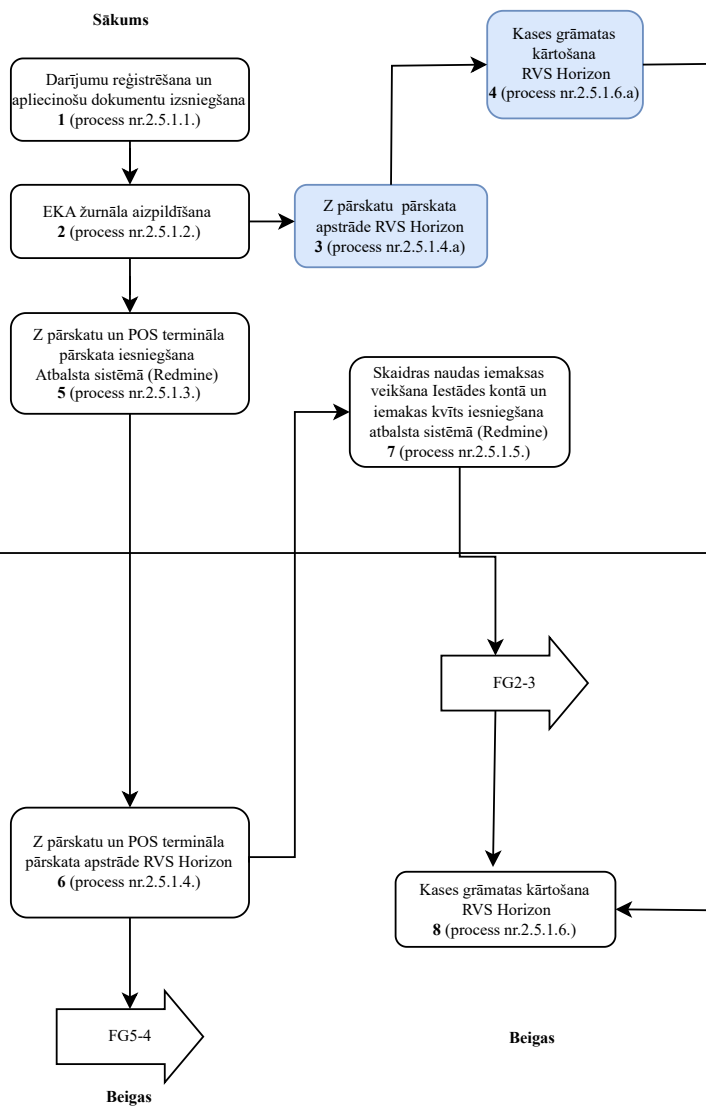 Sākums
Darījumu reģistrēšana un
apliecinošu dokumentu izsniegšana
1 (process nr.2.5.1.1.)
EKA žurnāla aizpildīšana
2 (process nr.2.5.1.2.)
Z pārskatu pārskata
apstrāde RVS Horizon
3 (process nr.2.5.1.4.a)
Kases grāmatas
kārtošana
RVS Horizon
4 (process nr.2.5.1.6.a)
Z pārskatu un POS termināla
pārskata iesniegšana
Atbalsta sistēmā (Redmine)
5 (process nr.2.5.1.3.)
Z pārskatu un POS termināla
pārskata apstrāde RVS Horizon
6 (process nr.2.5.1.4.)
Skaidras naudas iemaksas
veikšana Iestādes kontā un
iemakas kvīts iesniegšana
atbalsta sistēmā (Redmine)
7 (process nr.2.5.1.5.)
FG2-3
Kases grāmatas kārtošana
RVS Horizon
8 (process nr.2.5.1.6.)
FG5-4
Beigas
Beigas